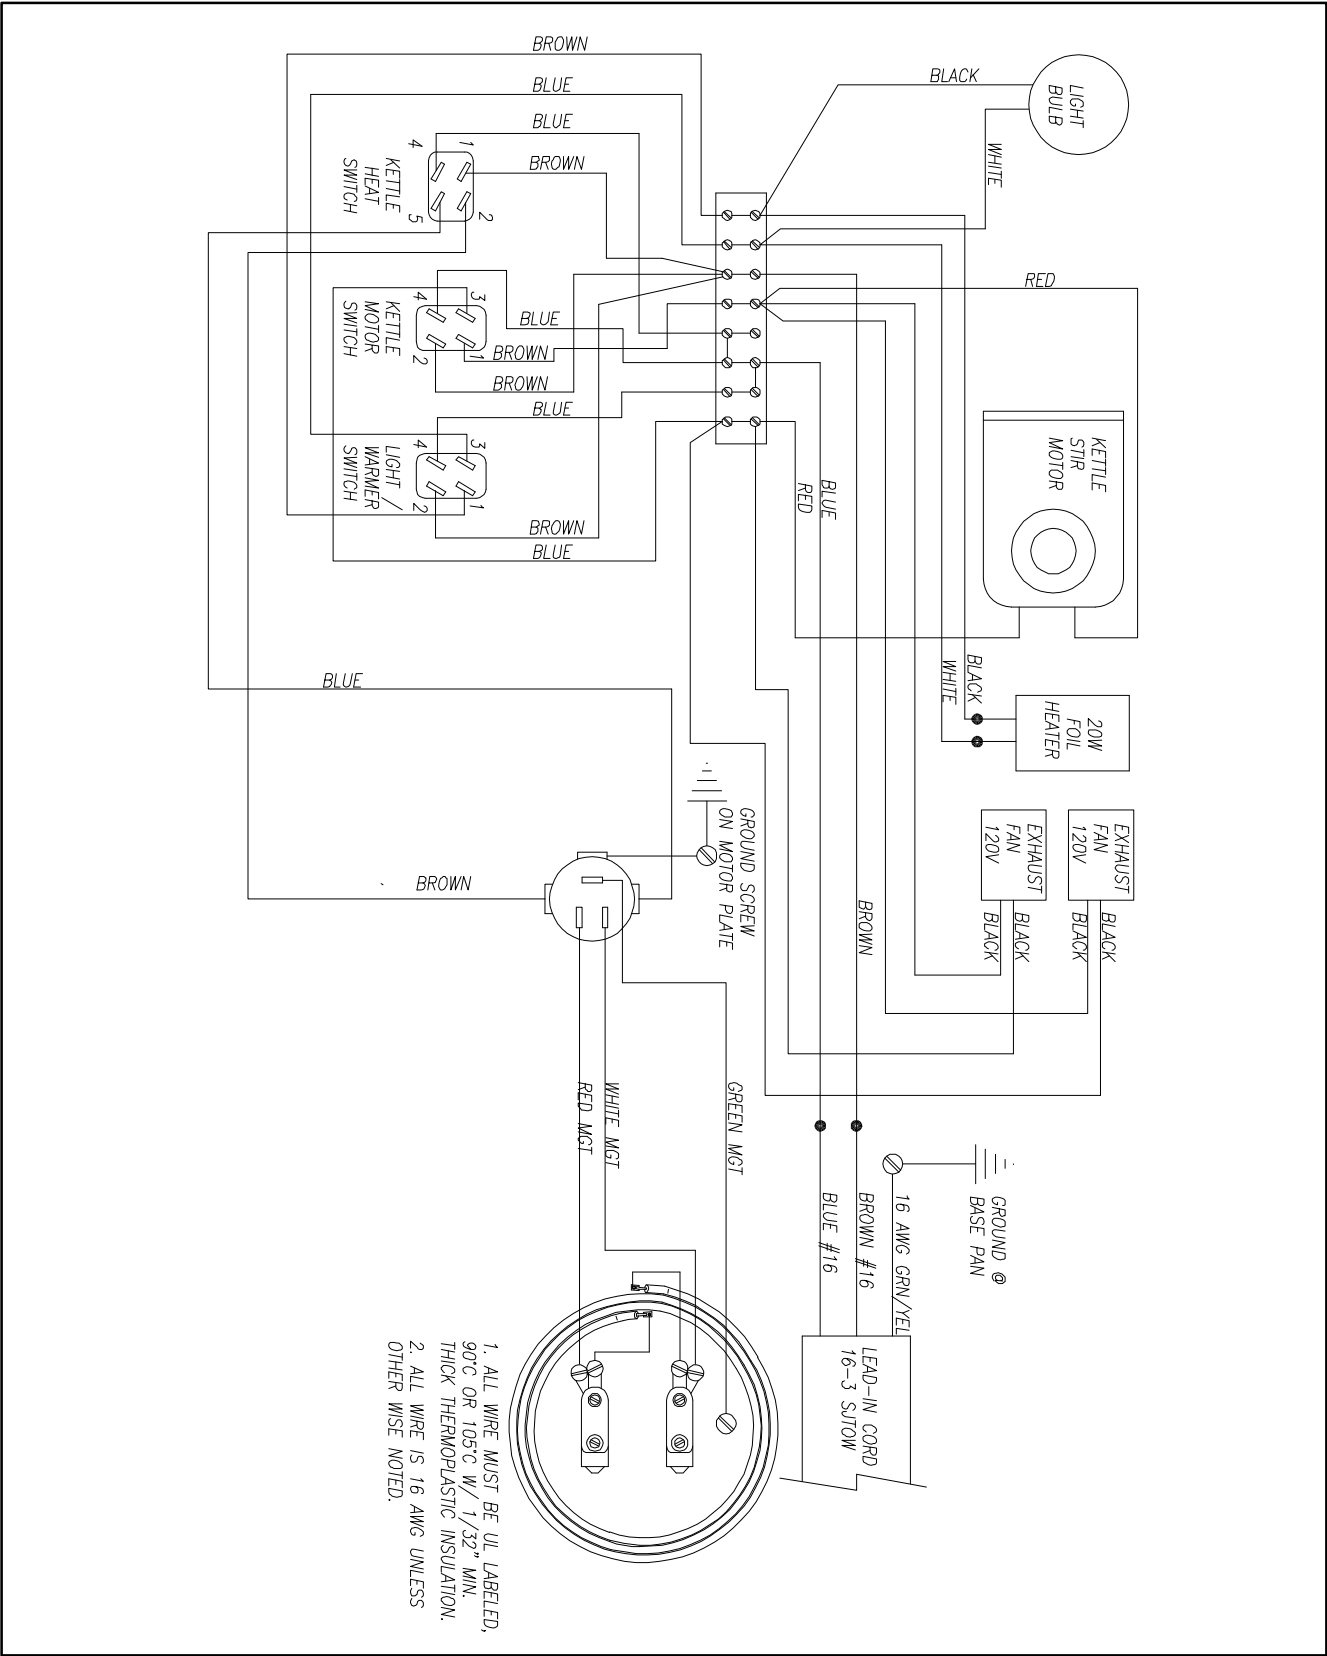 BROWN
BLUE
BLUE
BROWN
BLACK
LIGHT
BULB
WHITE
1
4
2
5
KETTLE
HEAT
SWITCH
3
4
1
2
KETTLE
MOTOR
SWITCH
BLUE
BROWN
BROWN
BLUE
3
4
1
2
LIGHT /
WARMER
SWITCH
BROWN
BLUE
RED
KETTLE
STIR
MOTOR
BLUE
RED
BLACK
WHITE
20W
FOIL
HEATER
BLUE
GROUND SCREW
ON MOTOR PLATE
EXHAUST
FAN
120V
EXHAUST
FAN
120V
BROWN
BROWN
BLACK
BLACK
BLACK
BLACK
RED MGT
WHITE MGT
GREEN MGT
GROUND @
BASE PAN
16 AWG GRN/YEL
BROWN #16
BLUE #16
LEAD-IN CORD
16-3 SJTOW
1. ALL WIRE MUST BE UL LABELED,
90°C OR 105°C W/ 1/32" MIN.
THICK THERMOPLASTIC INSULATION.
2. ALL WIRE IS 16 AWG UNLESS
OTHER WISE NOTED.